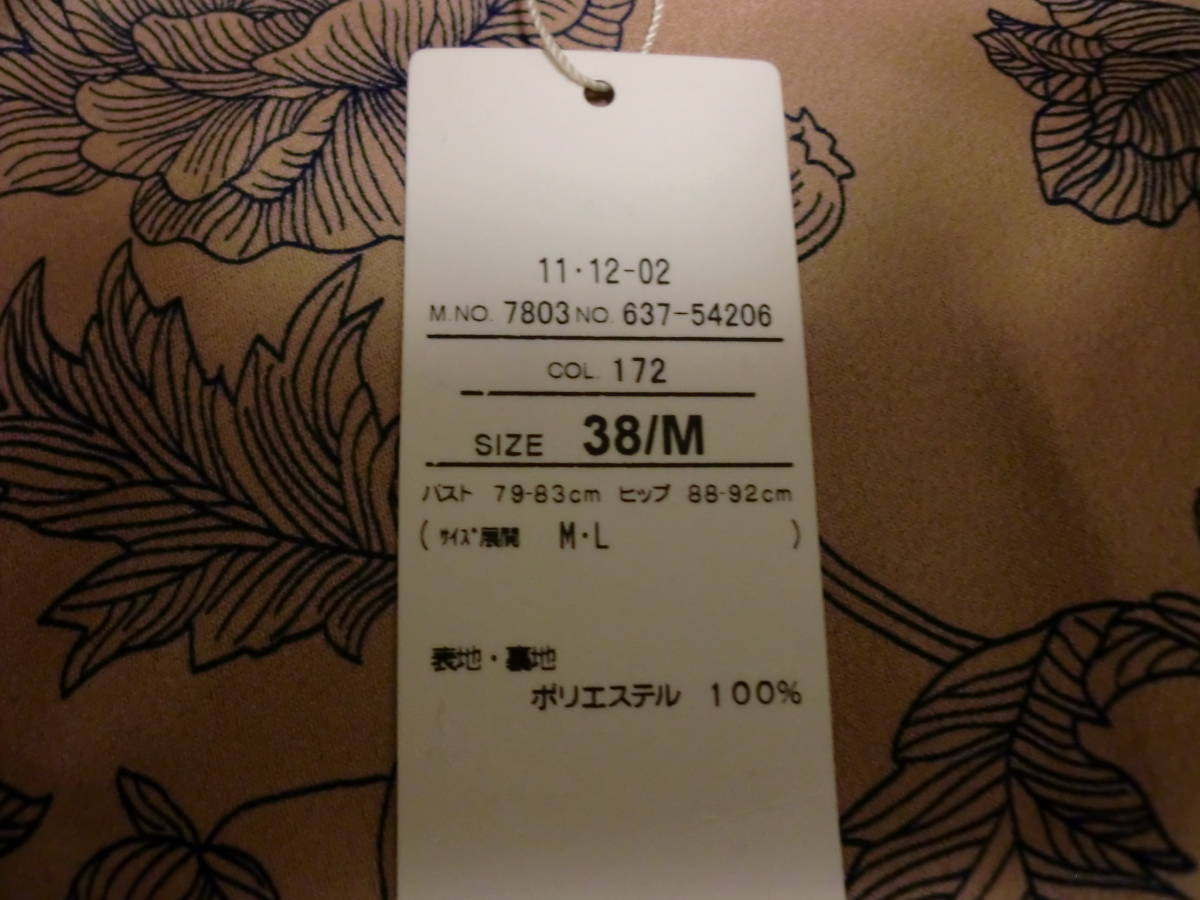 11・12-02
M.NO. 7803 NO. 637-54206
COL. 172
SIZE 38/M
バスト 79-83cm ヒップ 88-92cm
(サイズ展開 M・L )
表地・裏地
ポリエステル 100%